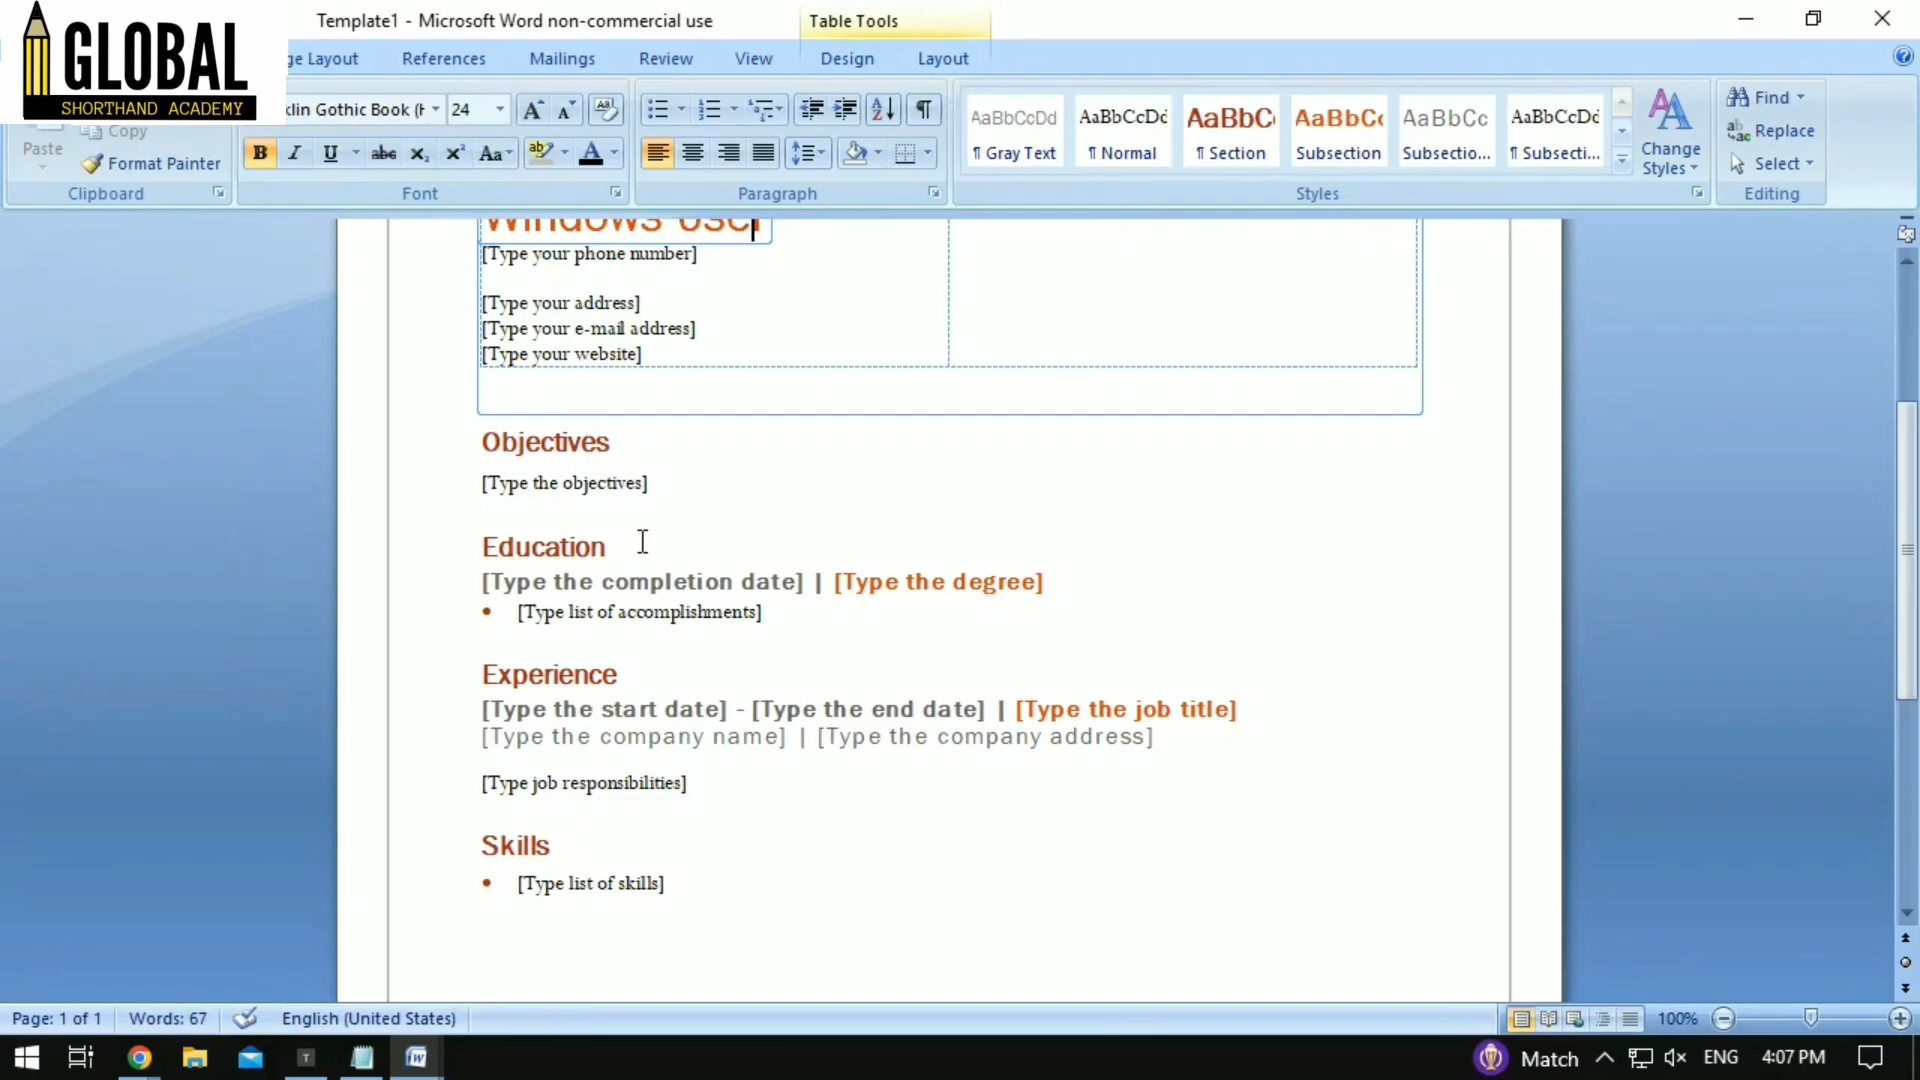 Template1 - Microsoft Word non-commercial use
Table Tools
GLOBAL
SHORTHAND ACADEMY
ge Layout
References
Mailings
Review
View
Design
Layout
klin Gothic Book (H
24
Aa
AaBbCcDd
AaBbCcDd
AaBbC
AaBbCc
AaBbCc
AaBbCcDd
Find
Copy
Paste
Format Painter
B
I
U
abc
Aa
¶ Gray Text
¶ Normal
¶ Section
Subsection
Subsectio...
¶ Subsecti...
Change
Styles
Replace
Select
Clipboard
Font
Paragraph
Styles
Editing
Windows User
[Type your phone number]
[Type your address]
[Type your e-mail address]
[Type your website]
Objectives
[Type the objectives]
Education
[Type the completion date] | [Type the degree]
• [Type list of accomplishments]
Experience
[Type the start date] - [Type the end date] | [Type the job title]
[Type the company name] | [Type the company address]
[Type job responsibilities]
Skills
• [Type list of skills]
Page: 1 of 1
Words: 67
English (United States)
100%
Match
ENG
4:07 PM